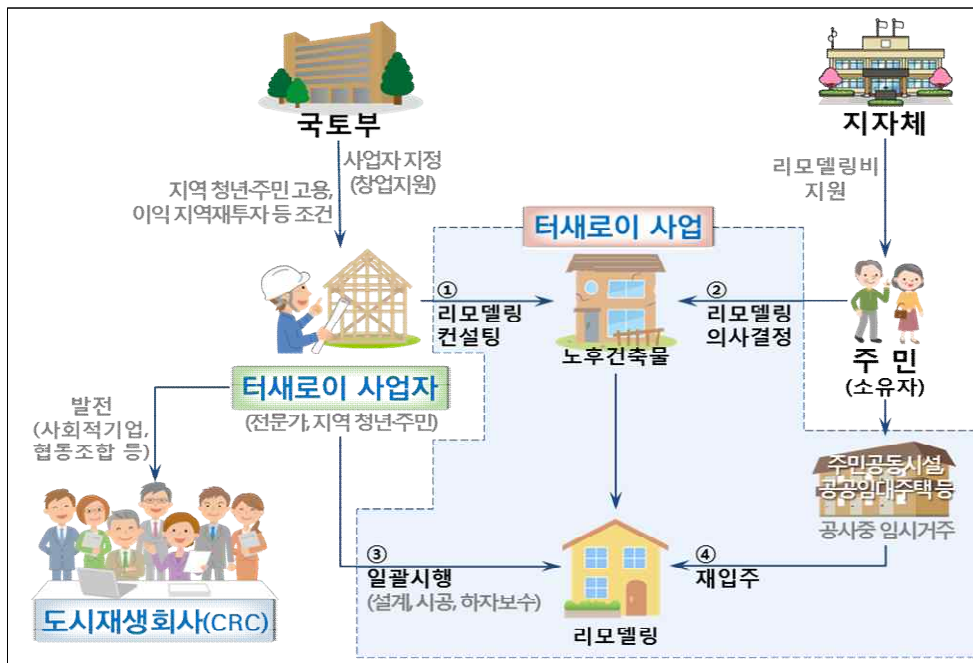 국토부
지자체
사업자 지정
(창업지원)
지역 청년·주민 고용,
이익 지역재투자 등 조건
리모델링비
지원
터새로이 사업
①
리모델링
컨설팅
②
리모델링
의사결정
노후건축물
주 민
(소유자)
터새로이 사업자
(전문가, 지역 청년·주민)
발전
(사회적기업,
협동조합 등)
주민공동시설,
공공임대주택 등
공사중 임시거주
③
일괄시행
(설계, 시공, 하자보수)
④
재입주
리모델링
도시재생회사(CRC)